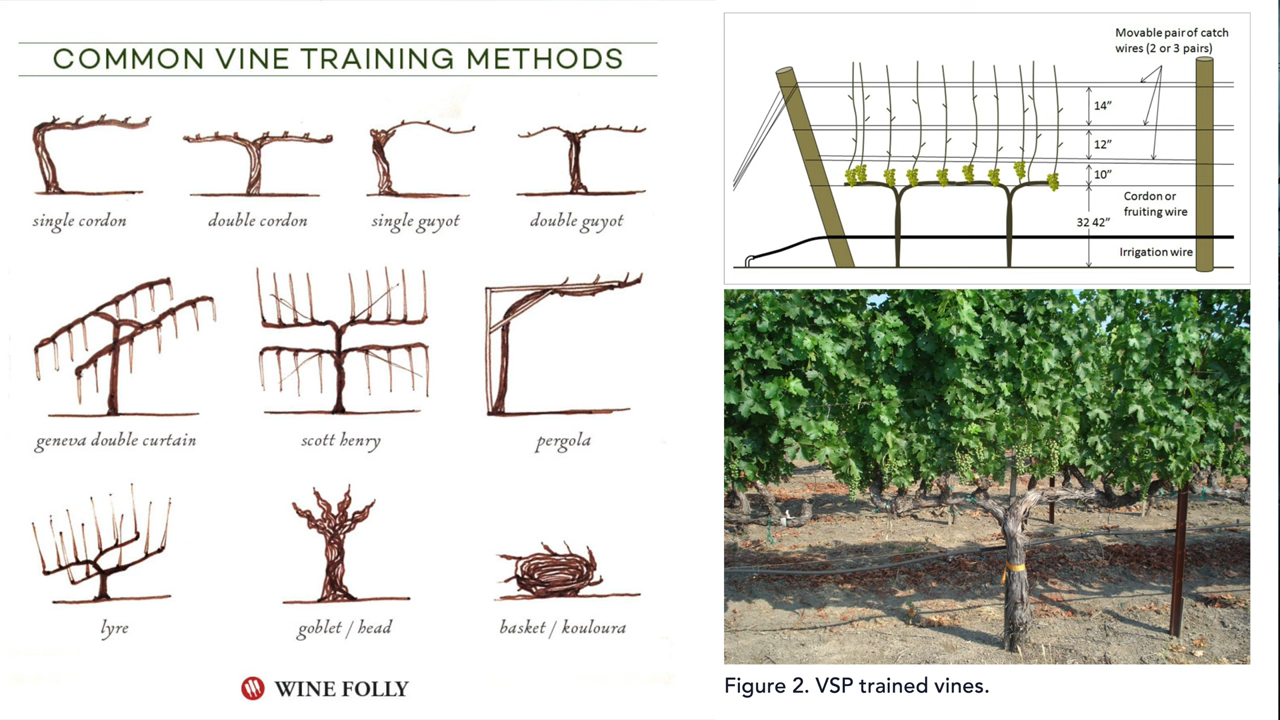 COMMON VINE TRAINING METHODS
single cordon
double cordon
single guyot
double guyot
geneva double curtain
scott henry
pergola
lyre
goblet / head
basket / kouloura
WINE FOLLY
Movable pair of catch
wires (2 or 3 pairs)
14”
12”
10”
Cordon or
fruiting wire
32 42”
Irrigation wire
Figure 2. VSP trained vines.